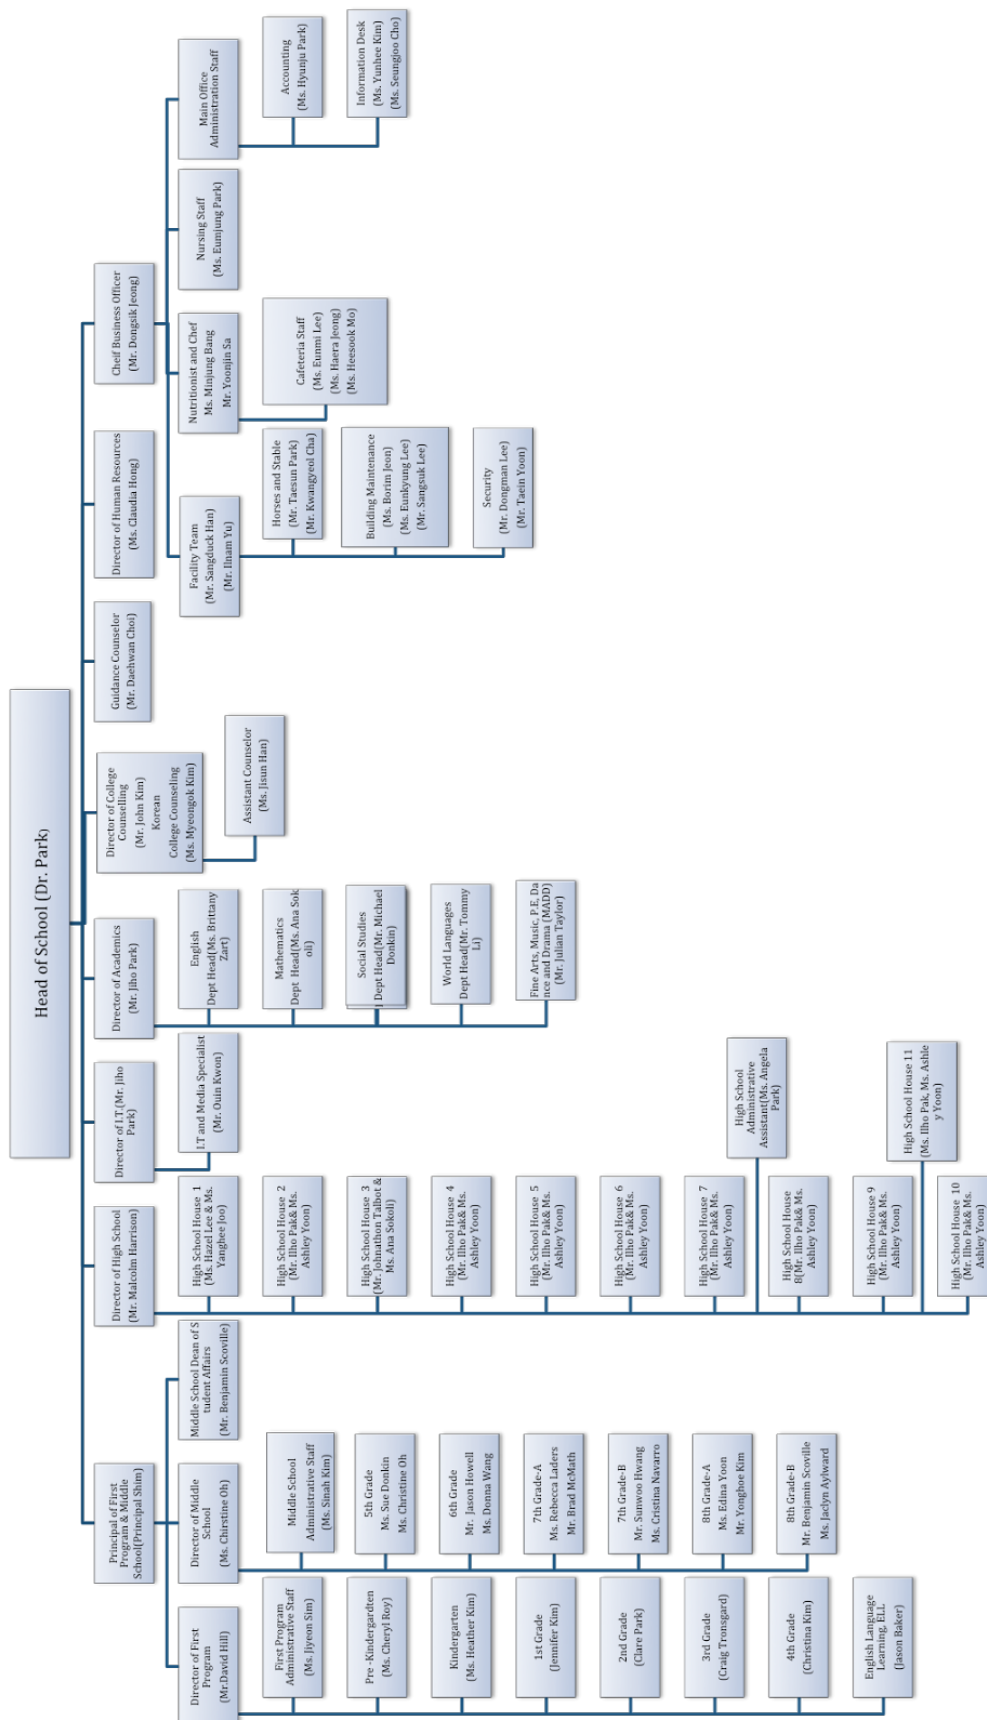 Head of School (Dr. Park)
Principal of First
Program & Middle
School(Principal Shim)
Director of First
Program
(Mr.David Hill)
First Program
Administrative Staff
(Ms. Jiyeon Sim)
Pre -Kindergardten
(Ms. Cheryl Roy)
Kindergarten
(Ms. Heather Kim)
1st Grade
(Jennifer Kim)
2nd Grade
(Clare Park)
3rd Grade
(Craig Tronsgard)
4th Grade
(Christina Kim)
English Language
Learning, ELL
(Jason Baker)
Director of Middle
School
(Ms. Chirstine Oh)
Middle School
Administrative Staff
(Ms. Sinah Kim)
5th Grade
Ms. Sue Donkin
Ms. Christine Oh
6th Grade
Mr. Jason Howell
Ms. Donna Wang
7th Grade-A
Ms. Rebecca Laders
Mr. Brad McMath
7th Grade-B
Mr. Sunwoo Hwang
Ms. Cristina Navarro
8th Grade-A
Ms. Edina Yoon
Mr. Yonghoe Kim
8th Grade-B
Mr. Benjamin Scoville
Ms. Jaclyn Aylward
Middle School Dean of S
tudent Affairs
(Mr. Benjamin Scoville)
Director of High School
(Mr. Malcolm Harrison)
High School House 1
(Ms. Hazel Lee & Ms.
Yanghee Joo)
High School House 2
(Mr. Ilho Pak& Ms.
Ashley Yoon)
High School House 3
(Mr. Johnathon Talbot &
Ms. Ana Sokoli)
High School House 4
(Mr. Ilho Pak& Ms.
Ashley Yoon)
High School House 5
(Mr. Ilho Pak& Ms.
Ashley Yoon)
High School House 6
(Mr. Ilho Pak& Ms.
Ashley Yoon)
High School House 7
(Mr. Ilho Pak& Ms.
Ashley Yoon)
High School Administrative
Assistant(Ms. Angela
Park)
High School House
8(Mr. Ilho Pak& Ms.
Ashley Yoon)
High School House 9
(Mr. Ilho Pak& Ms.
Ashley Yoon)
High School House 11
(Ms. Ilho Pak, Ms. Ashle
y Yoon)
High School House 10
(Mr. Ilho Pak& Ms.
Ashley Yoon)
Director of I.T.(Mr. Jiho
Park)
I.T and Media Specialist
(Mr. Ouin Kwon)
Director of Academics
(Mr. Jiho Park)
English
Dept Head(Ms. Brittany
Zart)
Mathematics
Dept Head(Ms. Ana Sok
oli)
Social Studies
Dept Head(Mr. Michael
Donkin)
World Languages
Dept Head(Mr. Tommy
Li)
Fine Arts, Music, P.E, Da
nce and Drama (MADD)
(Mr. Julian Taylor)
Director of College
Counselling
(Mr. John Kim)
Korean
College Counseling
(Ms. Myeongok Kim)
Assistant Counselor
(Ms. Jisun Han)
Guidance Counselor
(Mr. Daehwan Choi)
Director of Human Resources
(Ms. Claudia Hong)
Cheif Business Officer
(Mr. Dongsik Jeong)
Facility Team
(Mr. Sangduck Han)
(Mr. Ilnam Yu)
Horses and Stable
(Mr. Taesun Park)
(Mr. Kwangyeol Cha)
Building Maintenance
(Ms. Borim Jeon)
(Ms. Eunkyung Lee)
(Mr. Sangsuk Lee)
Security
(Mr. Dongman Lee)
(Mr. Taein Yoon)
Nutritionist and Chef
Ms. Minjung Bang
Mr. Yoonjin Sa
Cafeteria Staff
(Ms. Eunmi Lee)
(Ms. Haera Jeong)
(Ms. Heesook Mo)
Nursing Staff
(Ms. Eumjung Park)
Main Office
Administration Staff
Accounting
(Ms. Hyunju Park)
Information Desk
(Ms. Yunhee Kim)
(Ms. Seungjoo Cho)